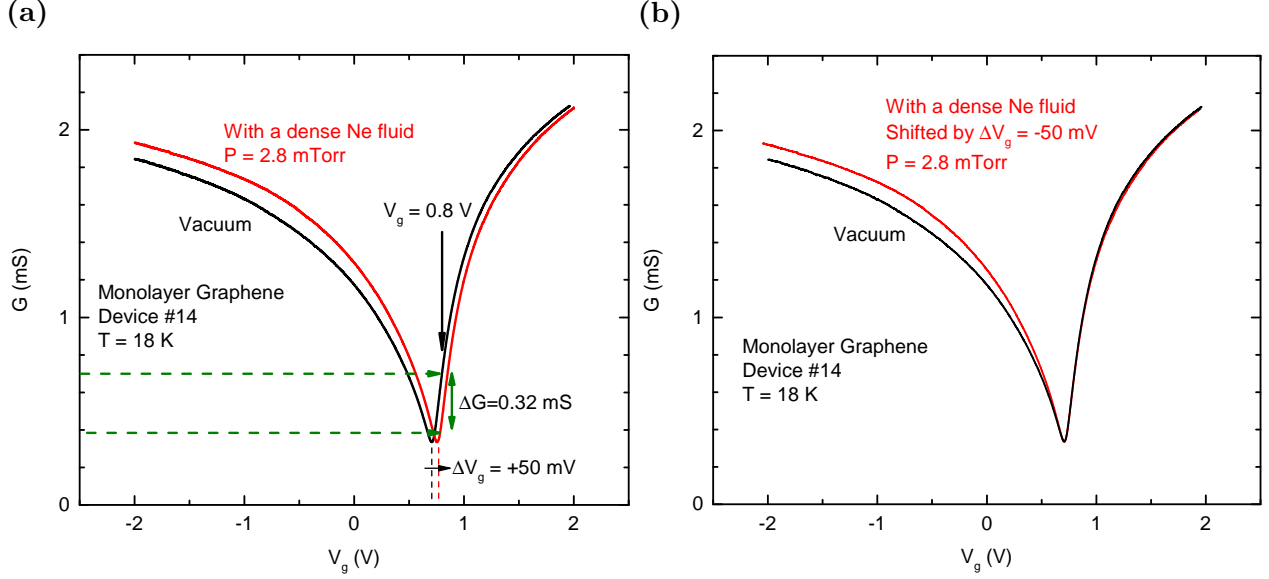 (a)
With a dense Ne fluid
P = 2.8 mTorr
V_g = 0.8 V
Vacuum
Monolayer Graphene
Device #14
T = 18 K
ΔG=0.32 mS
ΔV_g = +50 mV
G (mS)
2
1
0
-2
-1
0
1
2
V_g (V)
(b)
With a dense Ne fluid
Shifted by ΔV_g = -50 mV
P = 2.8 mTorr
Vacuum
Monolayer Graphene
Device #14
T = 18 K
G (mS)
2
1
0
-2
-1
0
1
2
V_g (V)